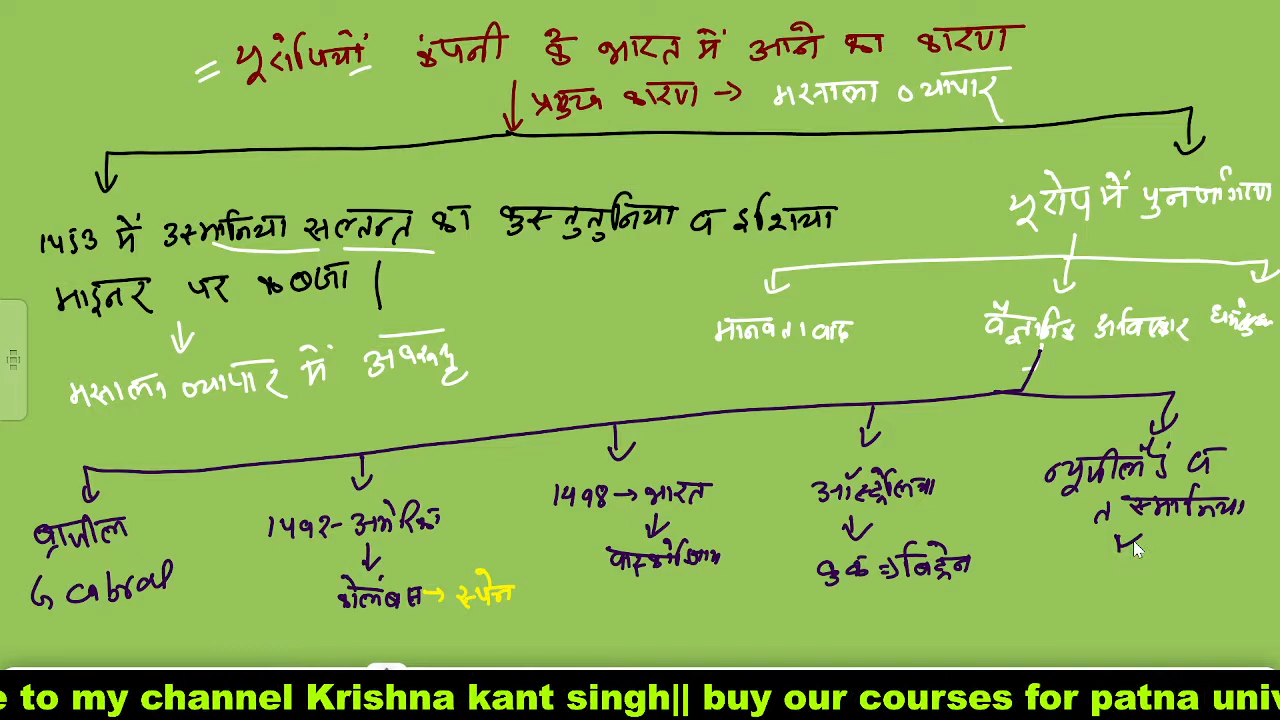 यूरोपियों कंपनी के भारत में आने का कारण
प्रमुख कारण → मसाला व्यापार
1453 में उस्मानिया सल्तनत का कुस्तुतुनिया व इशिया
माइनर पर कब्जा |
मसाला व्यापार में अवरुद्ध
यूरोप में पुनर्जागरण
मानवतावाद
वैज्ञानिक अविष्कार
ब्राजील
↳ cabral
1492- अमेरिका
कोलंबस → स्पेन
1498 → भारत
वास्कोडिगामा
ऑस्ट्रेलिया
कुक ⇒ ब्रिटेन
न्यूजीलैंड व
तस्मानिया
e to my channel Krishna kant singh|| buy our courses for patna univ